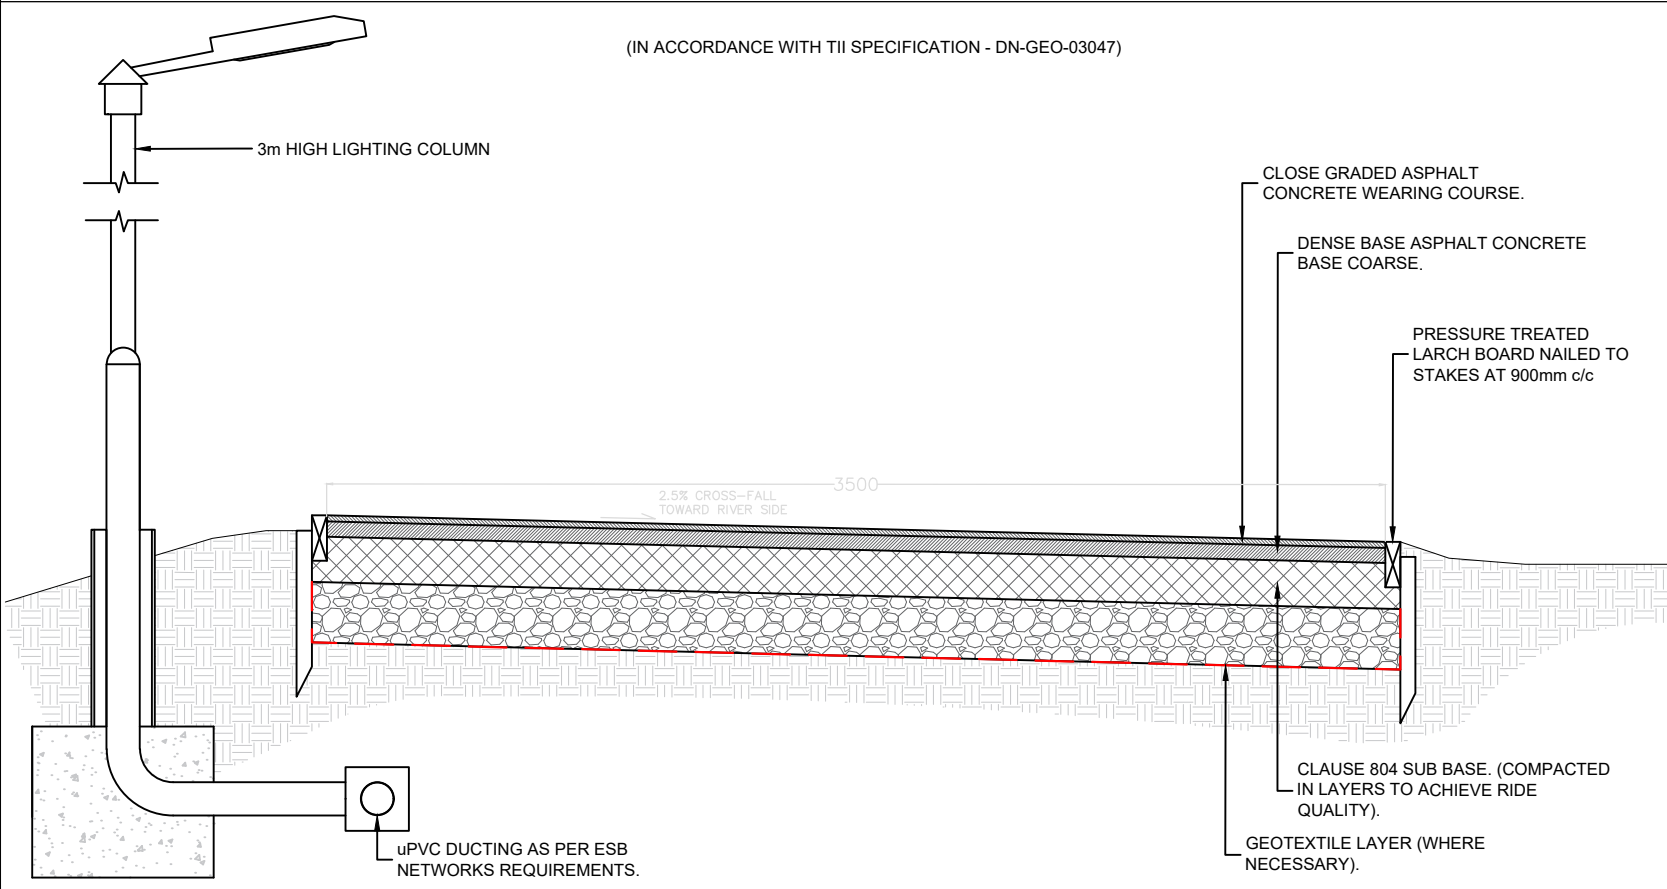 (IN ACCORDANCE WITH TII SPECIFICATION - DN-GEO-03047)
3m HIGH LIGHTING COLUMN
CLOSE GRADED ASPHALT
CONCRETE WEARING COURSE.
DENSE BASE ASPHALT CONCRETE
BASE COARSE.
PRESSURE TREATED
LARCH BOARD NAILED TO
STAKES AT 900mm c/c
3500
2.5% CROSS-FALL
TOWARD RIVER SIDE
CLAUSE 804 SUB BASE. (COMPACTED
IN LAYERS TO ACHIEVE RIDE
QUALITY).
GEOTEXTILE LAYER (WHERE
NECESSARY).
uPVC DUCTING AS PER ESB
NETWORKS REQUIREMENTS.